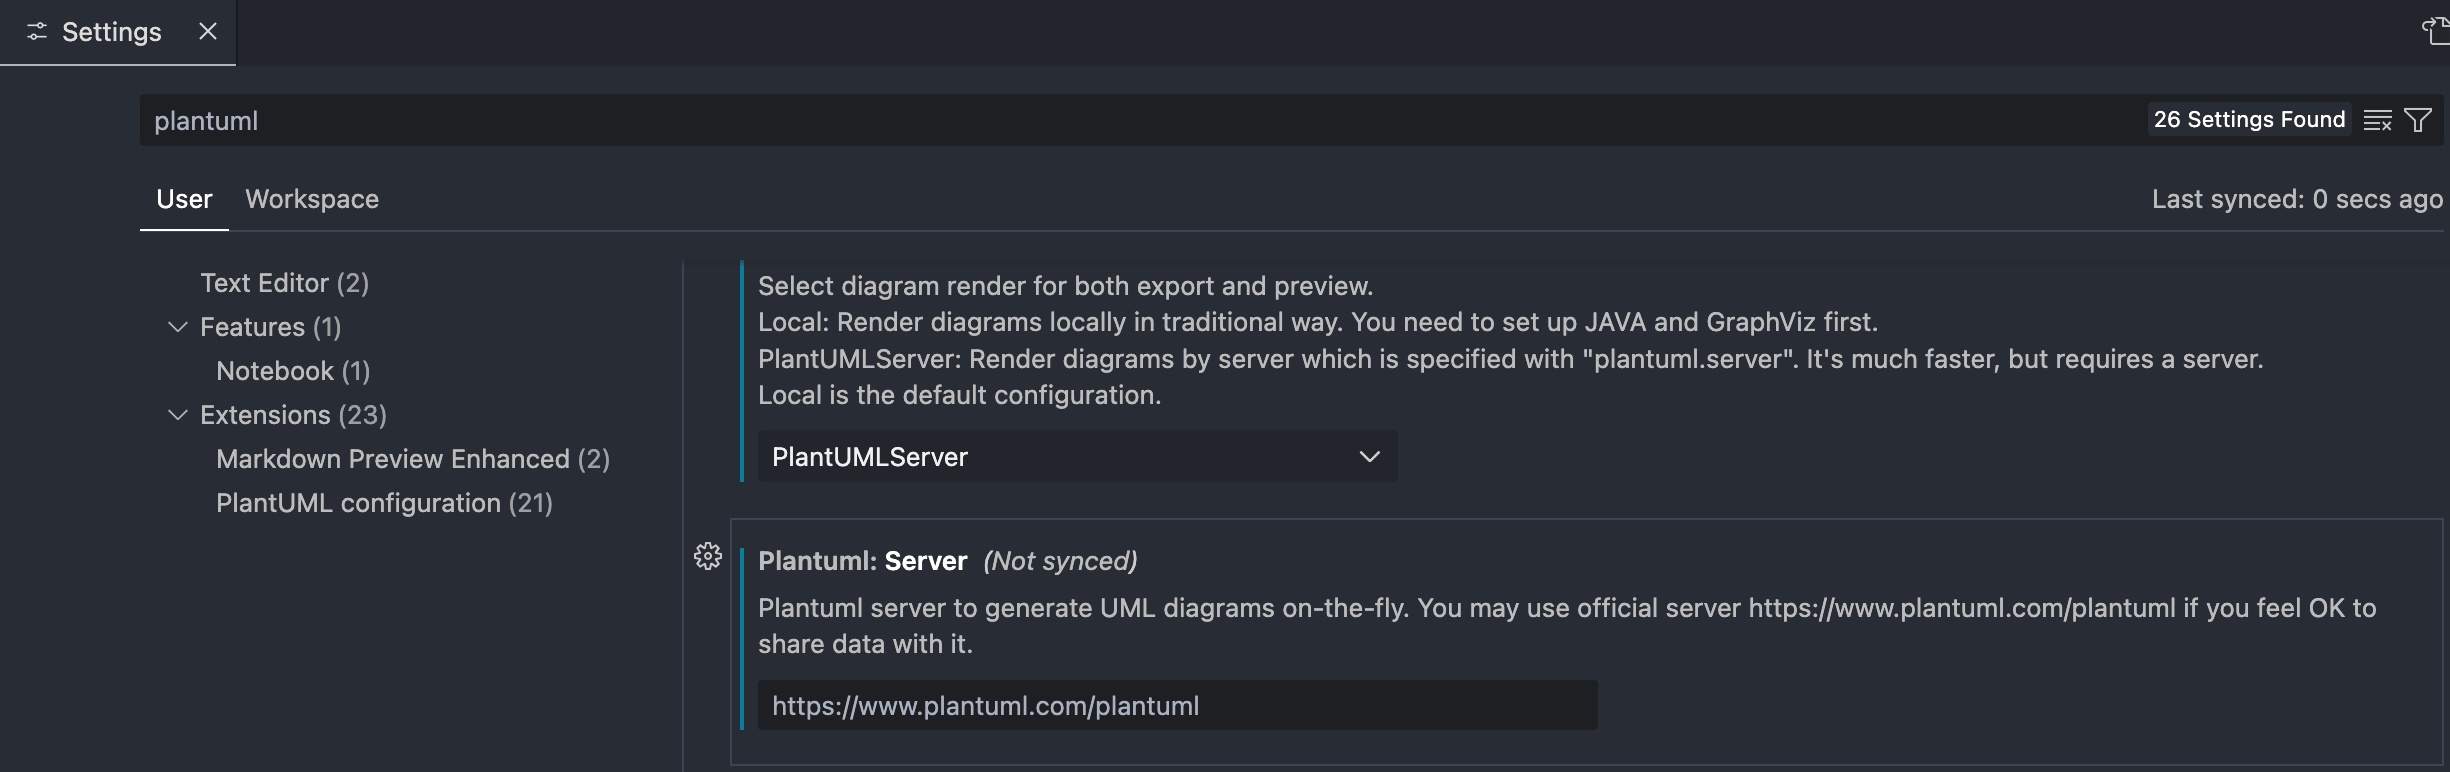 Settings
plantuml
26 Settings Found
User
Workspace
Last synced: 0 secs ago
Text Editor (2)
Features (1)
Notebook (1)
Extensions (23)
Markdown Preview Enhanced (2)
PlantUML configuration (21)
Select diagram render for both export and preview.
Local: Render diagrams locally in traditional way. You need to set up JAVA and GraphViz first.
PlantUMLServer: Render diagrams by server which is specified with "plantuml.server". It's much faster, but requires a server.
Local is the default configuration.
PlantUMLServer
Plantuml: Server (Not synced)
Plantuml server to generate UML diagrams on-the-fly. You may use official server https://www.plantuml.com/plantuml if you feel OK to
share data with it.
https://www.plantuml.com/plantuml